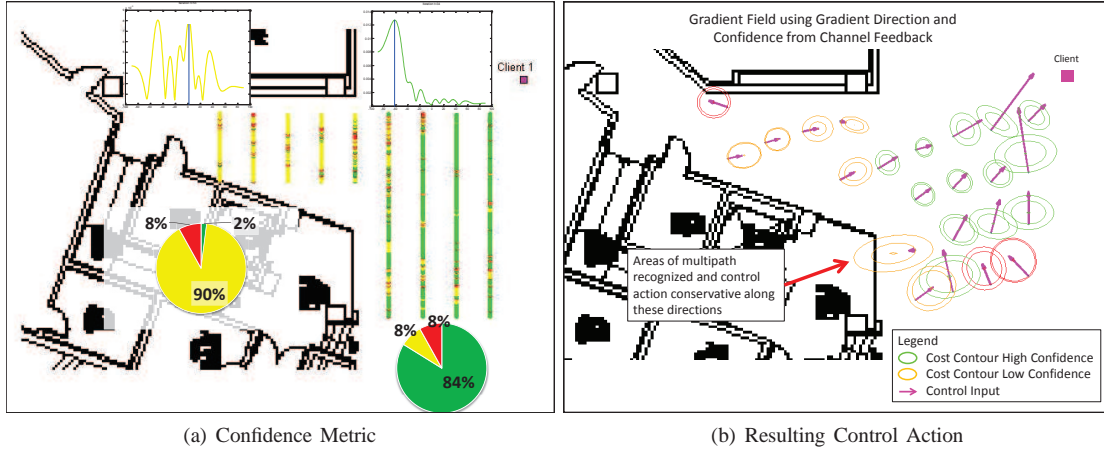 Client 1
8%
2%
90%
8%
8%
84%
(a) Confidence Metric
Gradient Field using Gradient Direction and
Confidence from Channel Feedback
Client
Areas of multipath
recognized and control
action conservative along
these directions
Legend
Cost Contour High Confidence
Cost Contour Low Confidence
Control Input
(b) Resulting Control Action